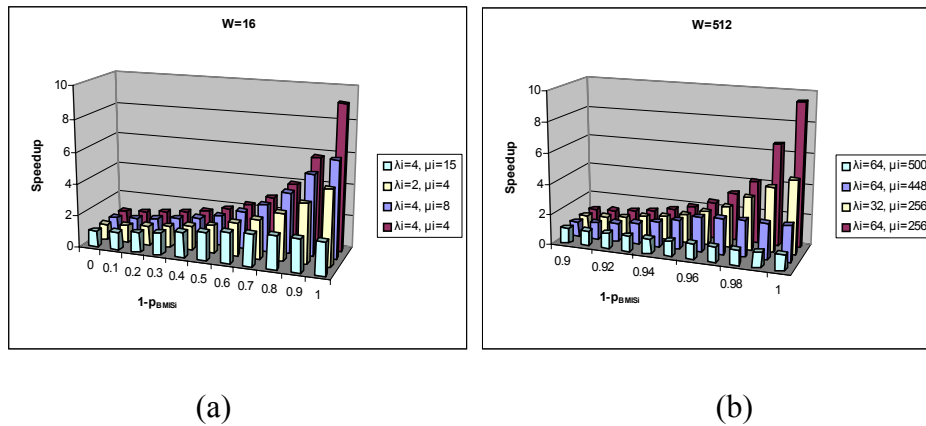 W=16
10
8
6
4
2
0
Speedup
0 0.1 0.2 0.3 0.4 0.5 0.6 0.7 0.8 0.9 1
1-pBMISi
λi=4, μi=15
λi=2, μi=4
λi=4, μi=8
λi=4, μi=4
(a)
W=512
10
8
6
4
2
0
Speedup
0.9 0.92 0.94 0.96 0.98 1
1-pBMISi
λi=64, μi=500
λi=64, μi=448
λi=32, μi=256
λi=64, μi=256
(b)